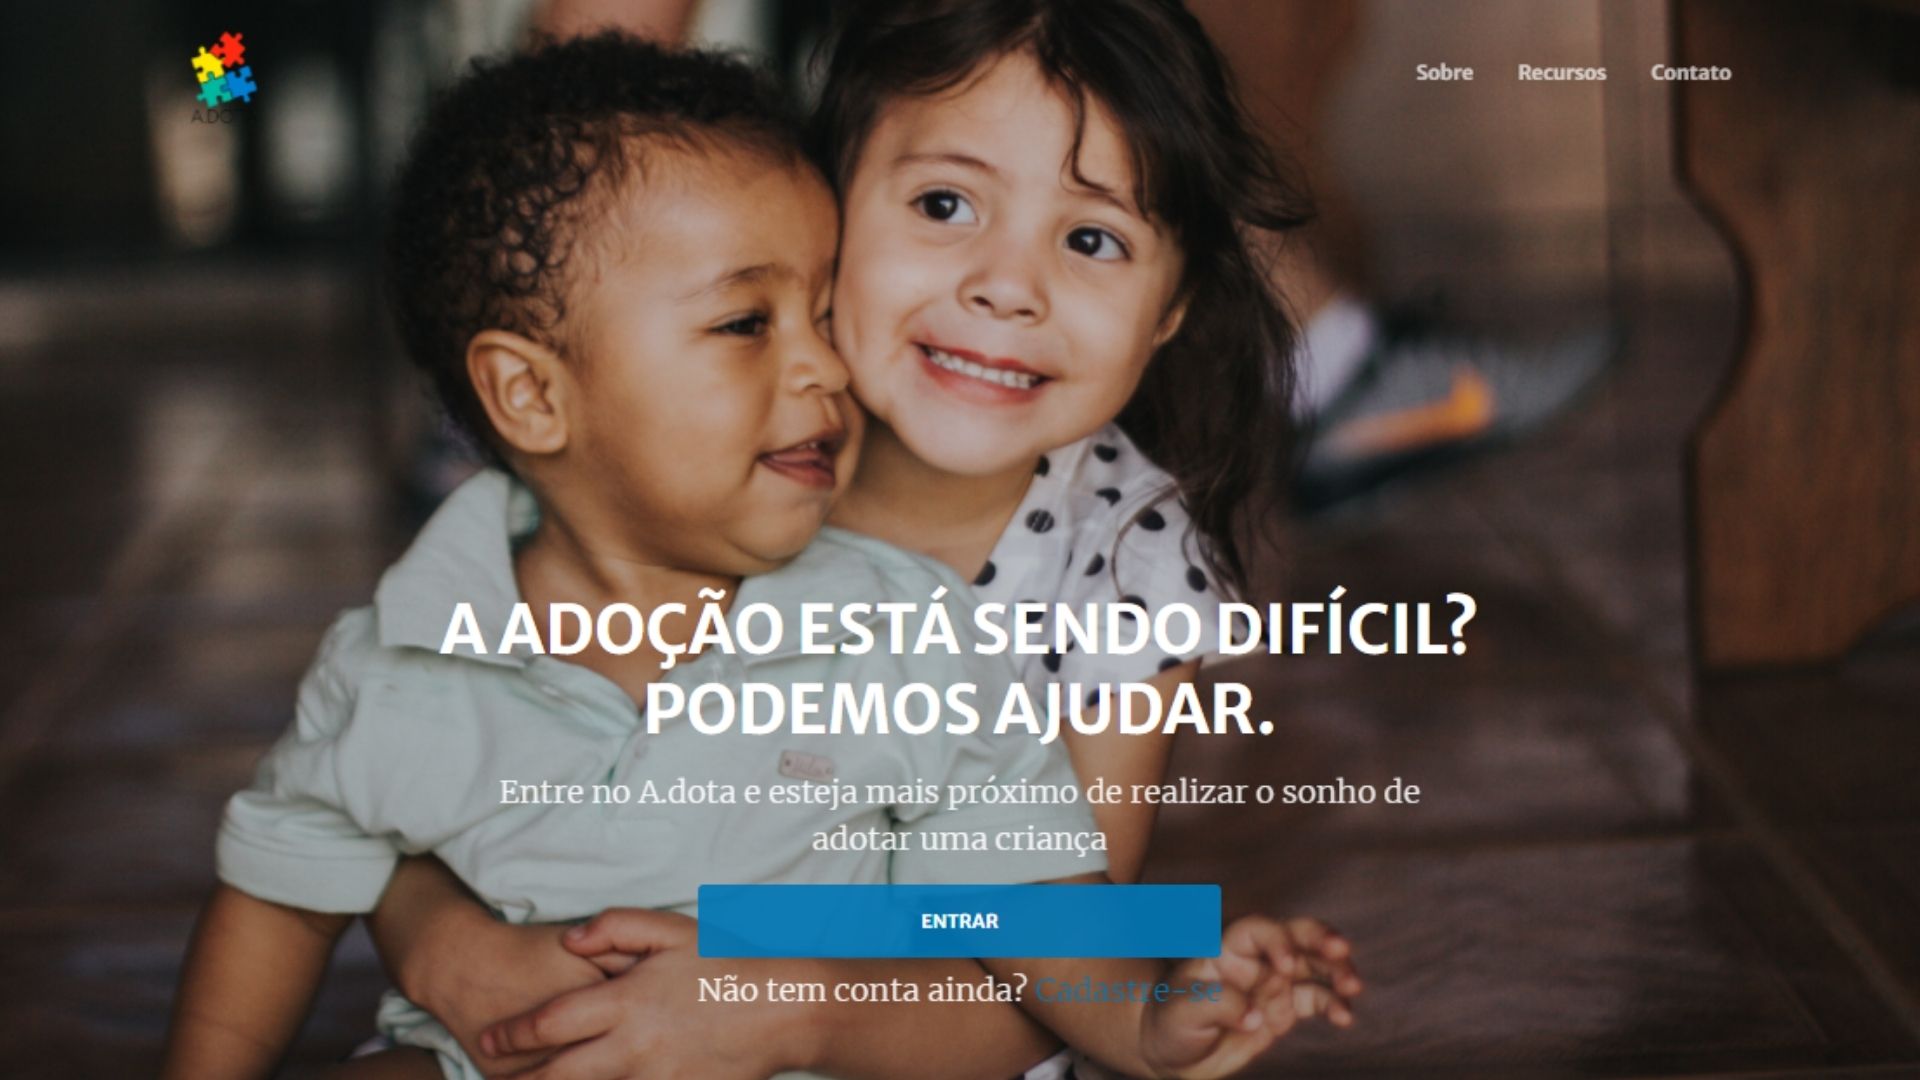 Sobre Recursos Contato
A ADOÇÃO ESTÁ SENDO DIFÍCIL?
PODEMOS AJUDAR.
Entre no A.dota e esteja mais próximo de realizar o sonho de
adotar uma criança
ENTRAR
Não tem conta ainda? Cadastre-se